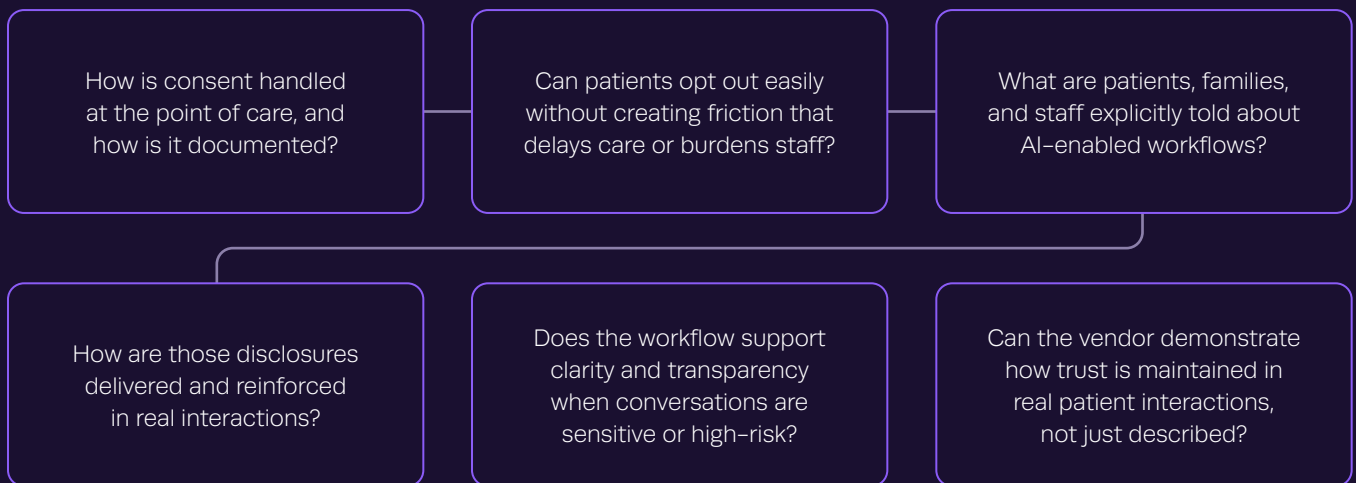 How is consent handled
at the point of care, and
how is it documented?
Can patients opt out easily
without creating friction that
delays care or burdens staff?
What are patients, families,
and staff explicitly told about
AI-enabled workflows?
How are those disclosures
delivered and reinforced
in real interactions?
Does the workflow support
clarity and transparency
when conversations are
sensitive or high-risk?
Can the vendor demonstrate
how trust is maintained in
real patient interactions,
not just described?